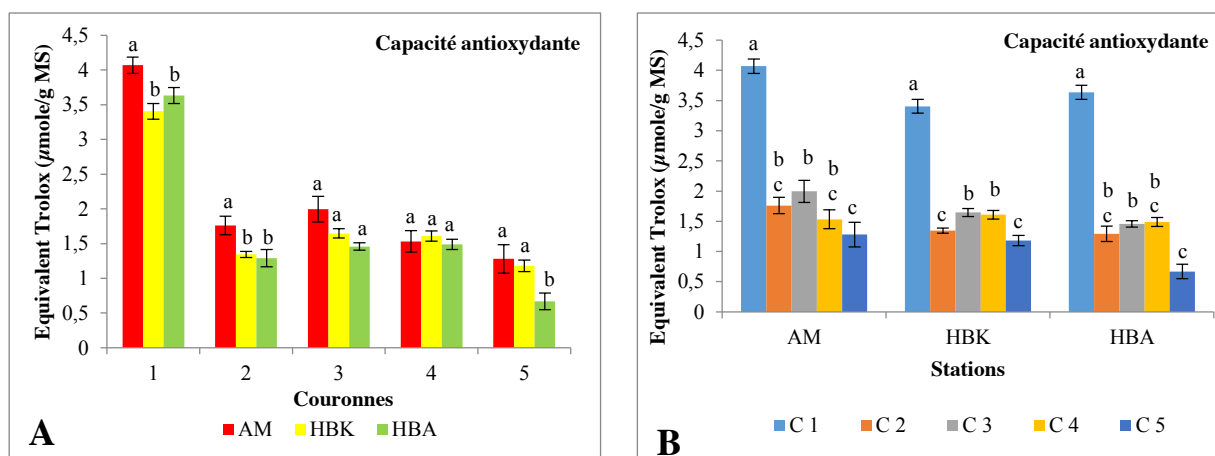 Capacité antioxydante
Equivalent Trolox (µmole/g MS)
4,5
4
3,5
3
2,5
2
1,5
1
0,5
0
a
b
b
a
b
b
a
a
a
a
a
a
a
a
b
1
2
3
4
5
Couronnes
AM
HBK
HBA
A
Capacité antioxydante
Equivalent Trolox (µmole/g MS)
4,5
4
3,5
3
2,5
2
1,5
1
0,5
0
a
b
c
b
b
c
c
a
c
b
b
c
a
b
c
b
b
c
c
AM
HBK
HBA
Stations
C 1
C 2
C 3
C 4
C 5
B